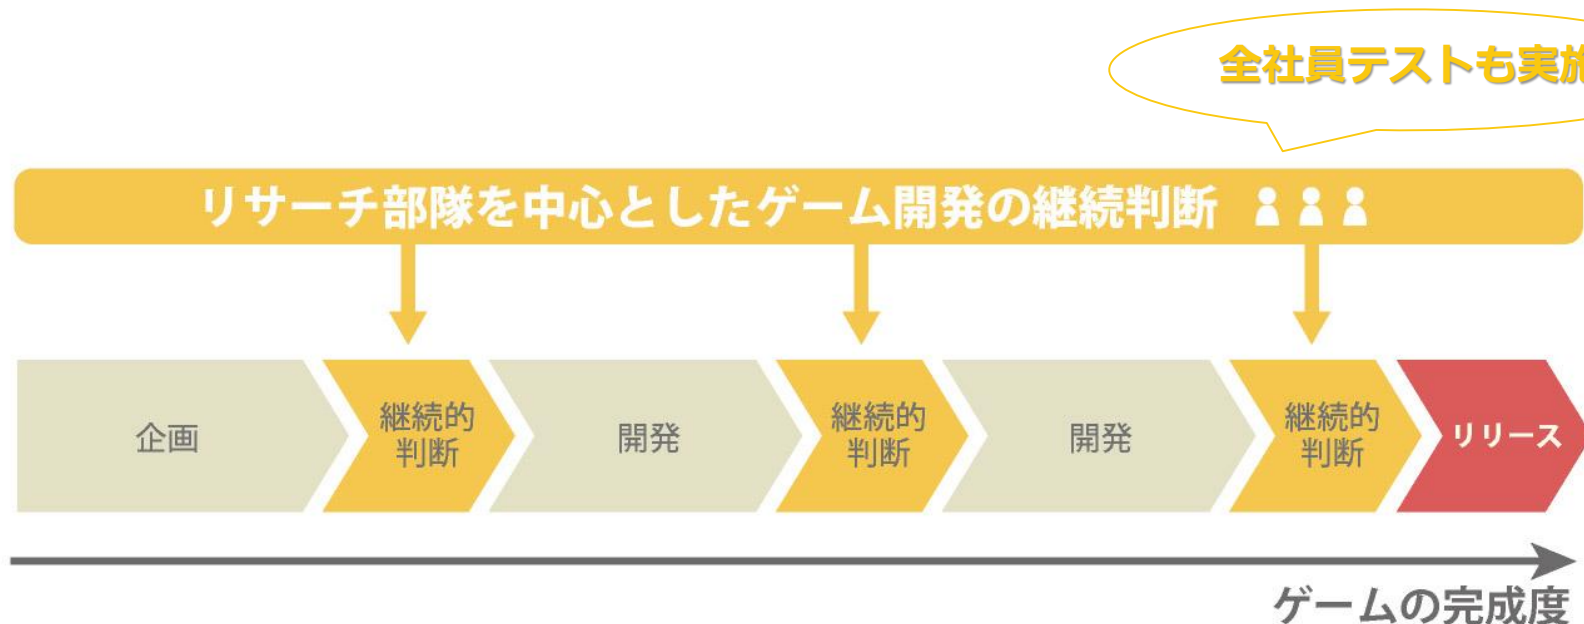 全社員テストも実施
リサーチ部隊を中心としたゲーム開発の継続判断
企画
継続的
判断
開発
継続的
判断
開発
継続的
判断
リリース
ゲームの完成度